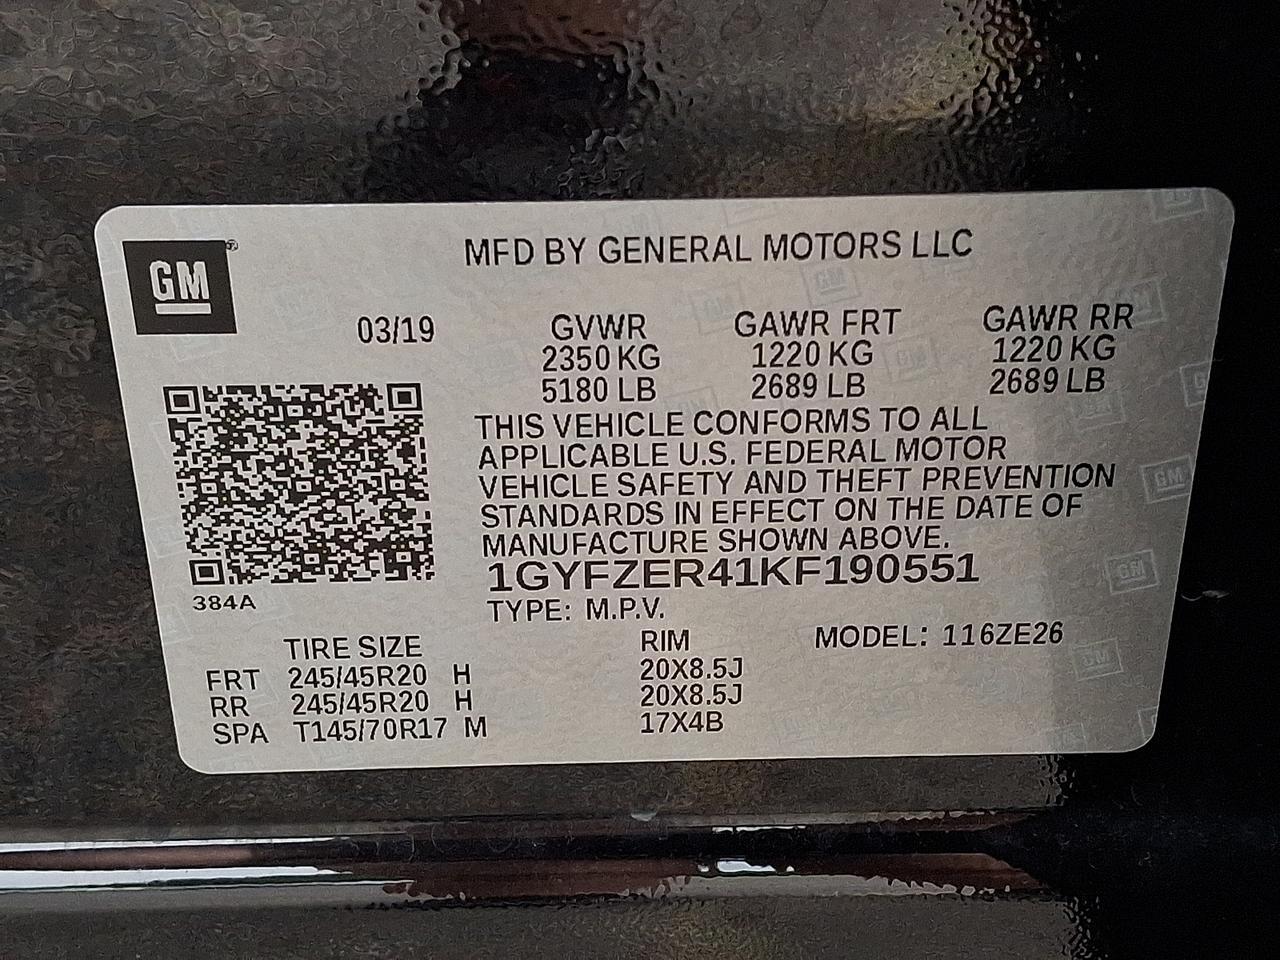 GM®
MFD BY GENERAL MOTORS LLC
03/19 GVWR GAWR FRT GAWR RR
2350 KG 1220 KG 1220 KG
5180 LB 2689 LB 2689 LB
THIS VEHICLE CONFORMS TO ALL
APPLICABLE U.S. FEDERAL MOTOR
VEHICLE SAFETY AND THEFT PREVENTION
STANDARDS IN EFFECT ON THE DATE OF
MANUFACTURE SHOWN ABOVE.
1GYFZER41KF190551
384A
TYPE: M.P.V.
TIRE SIZE RIM MODEL: 116ZE26
FRT 245/45R20 H 20X8.5J
RR 245/45R20 H 20X8.5J
SPA T145/70R17 M 17X4B